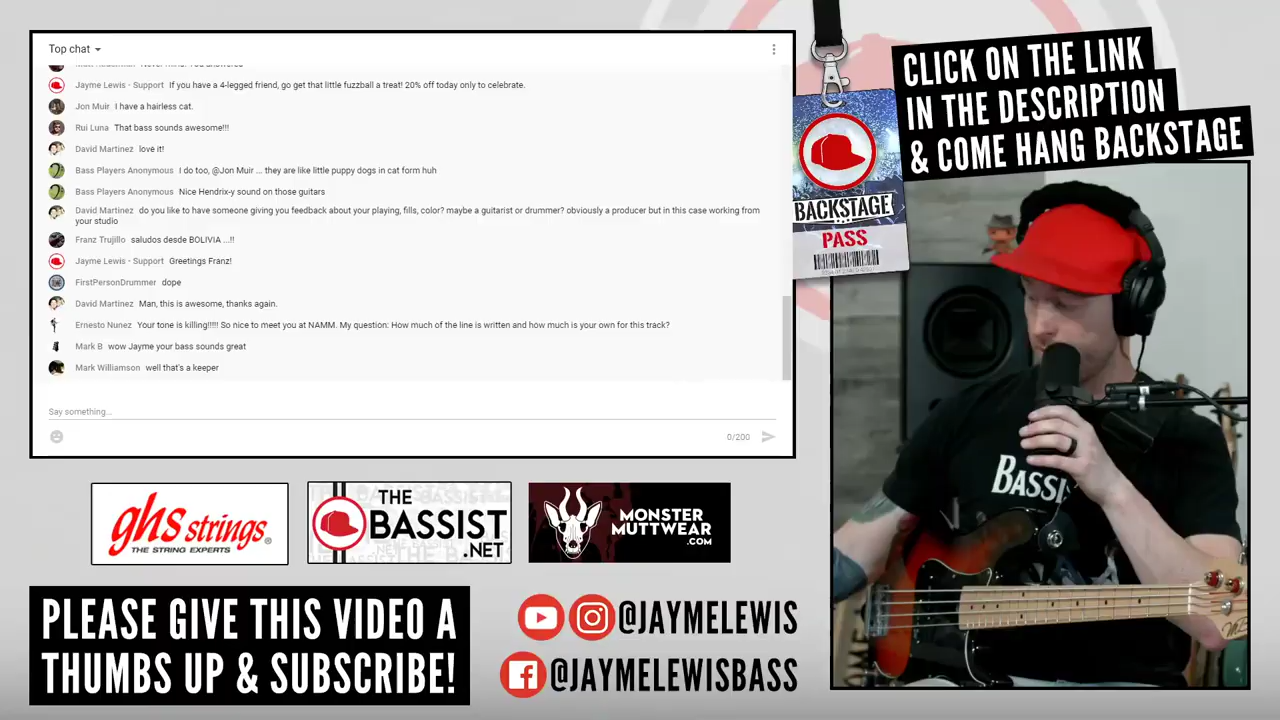 Top chat
Jayme Lewis - Support If you have a 4-legged friend, go get that little fuzzball a treat! 20% off today only to celebrate.
Jon Muir I have a hairless cat.
Rui Luna That bass sounds awesome!!!
David Martinez love it!
Bass Players Anonymous I do too, @Jon Muir ... they are like little puppy dogs in cat form huh
Bass Players Anonymous Nice Hendrix-y sound on those guitars
David Martinez do you like to have someone giving you feedback about your playing, fills, color? maybe a guitarist or drummer? obviously a producer but in this case working from
your studio
Franz Trujillo saludos desde BOLIVIA ...!!
Jayme Lewis - Support Greetings Franz!
FirstPersonDrummer dope
David Martinez Man, this is awesome, thanks again.
Ernesto Nunez Your tone is killing!!!!! So nice to meet you at NAMM. My question: How much of the line is written and how much is your own for this track?
Mark B wow Jayme your bass sounds great
Mark Williamson well that's a keeper
Say something...
0/200
CLICK ON THE LINK
IN THE DESCRIPTION
& COME HANG BACKSTAGE
BACKSTAGE
PASS
BASSI
ghs strings
THE STRING EXPERTS
THE
BASSIST
.NET
MONSTER
MUTTWEAR
.COM
PLEASE GIVE THIS VIDEO A
THUMBS UP & SUBSCRIBE!
@JAYMELEWIS
@JAYMELEWISBASS